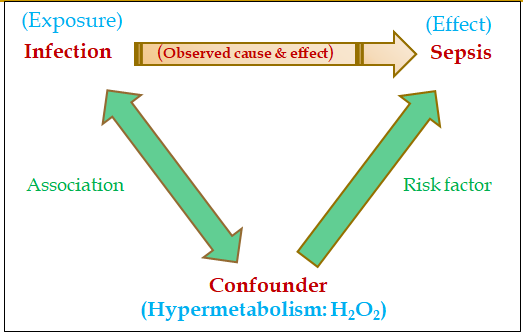 (Exposure)
(Effect)
Infection
(Observed cause & effect)
Sepsis
Association
Risk factor
Confounder
(Hypermetabolism: H₂O₂)